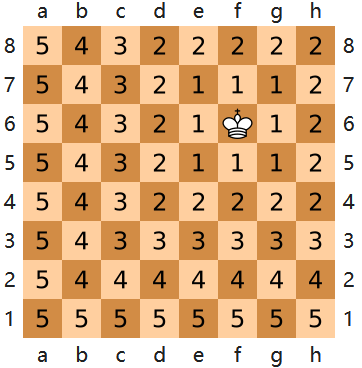 a b c d e f g h
8 5 4 3 2 2 2 2 2 8
7 5 4 3 2 1 1 1 2 7
6 5 4 3 2 1 1 2 6
5 5 4 3 2 1 1 1 2 5
4 5 4 3 2 2 2 2 2 4
3 5 4 3 3 3 3 3 3 3
2 5 4 4 4 4 4 4 4 2
1 5 5 5 5 5 5 5 5 1
a b c d e f g h